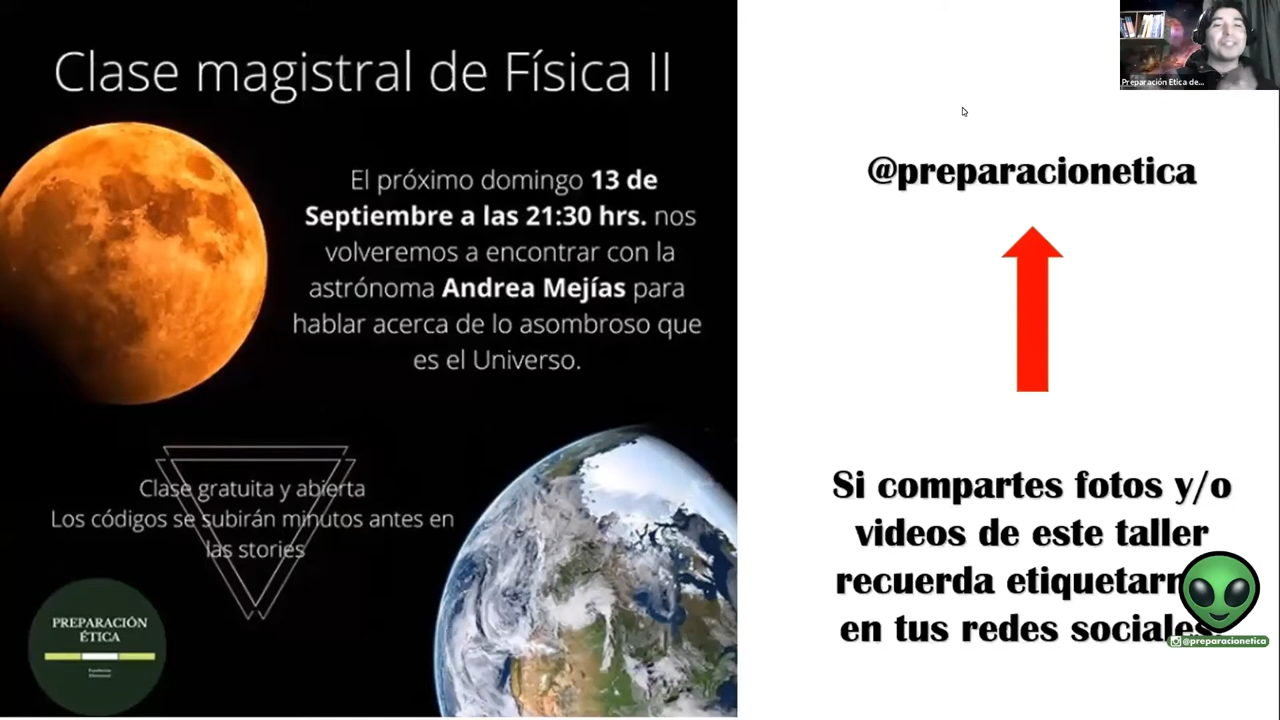 Clase magistral de Física II
El próximo domingo 13 de
Septiembre a las 21:30 hrs. nos
volveremos a encontrar con la
astrónoma Andrea Mejías para
hablar acerca de lo asombroso que
es el Universo.
Clase gratuita y abierta
Los códigos se subirán minutos antes en
las stories
PREPARACIÓN
ÉTICA
Preparación Etica de...
@preparacionetica
Si compartes fotos y/o
videos de este taller
recuerda
en tus redes sociales.
@preparacionetica